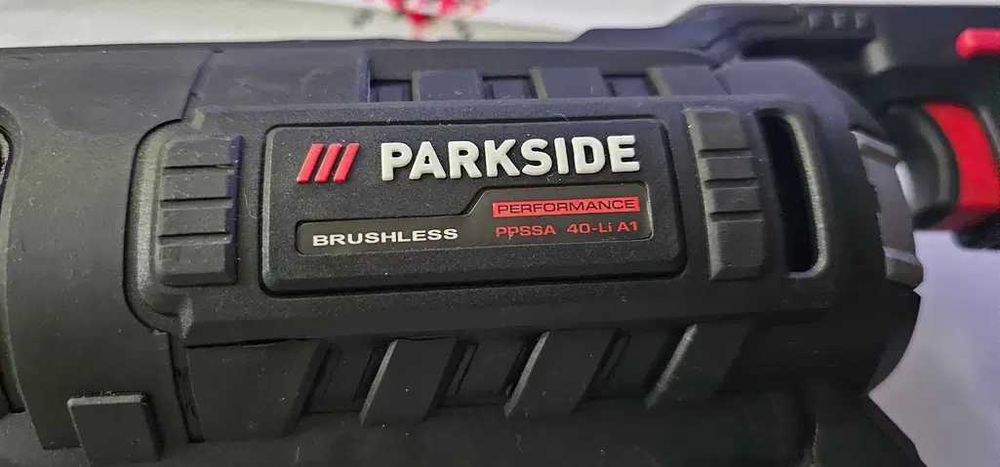 PARKSIDE
PERFORMANCE
BRUSHLESS PPSSA 40-Li A1